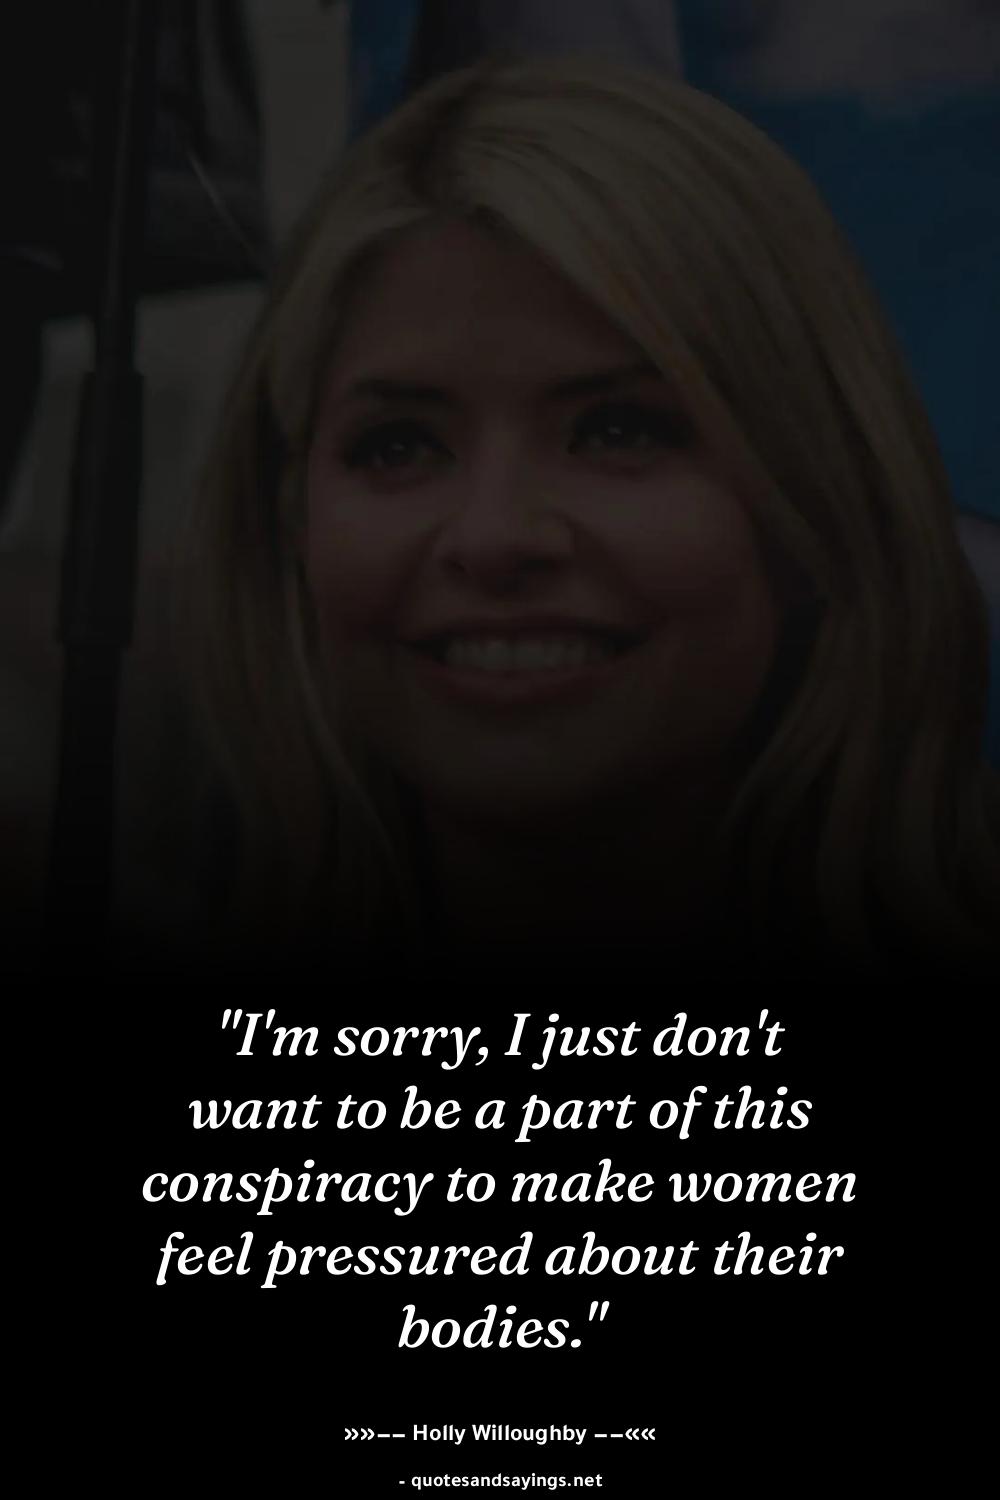 "I'm sorry, I just don't
want to be a part of this
conspiracy to make women
feel pressured about their
bodies."
»»−− Holly Willoughby −−««
- quotesandsayings.net